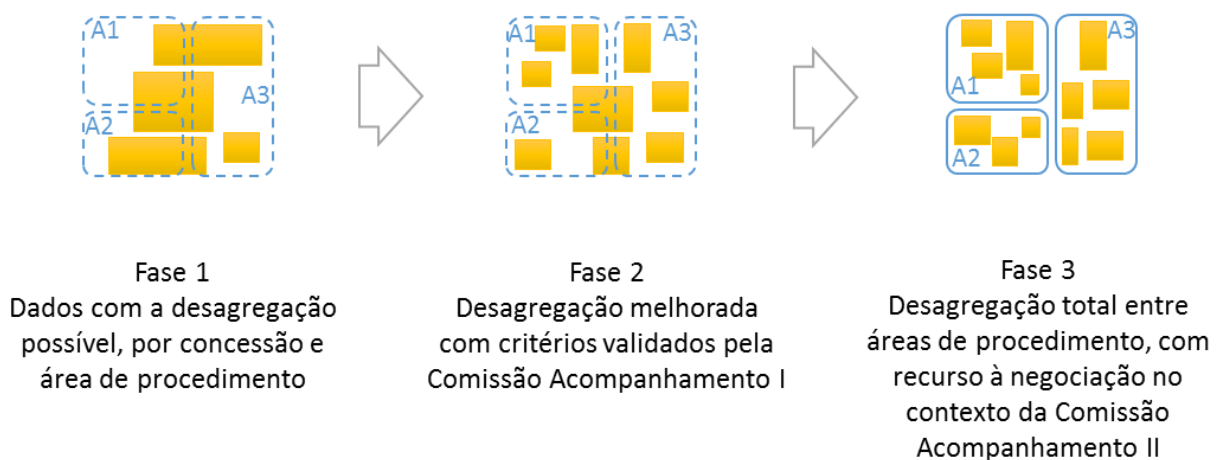 A1
A2
A3
A1
A2
A3
A1
A2
A3
Fase 1
Dados com a desagregação
possível, por concessão e
área de procedimento
Fase 2
Desagregação melhorada
com critérios validados pela
Comissão Acompanhamento I
Fase 3
Desagregação total entre
áreas de procedimento, com
recurso à negociação no
contexto da Comissão
Acompanhamento II